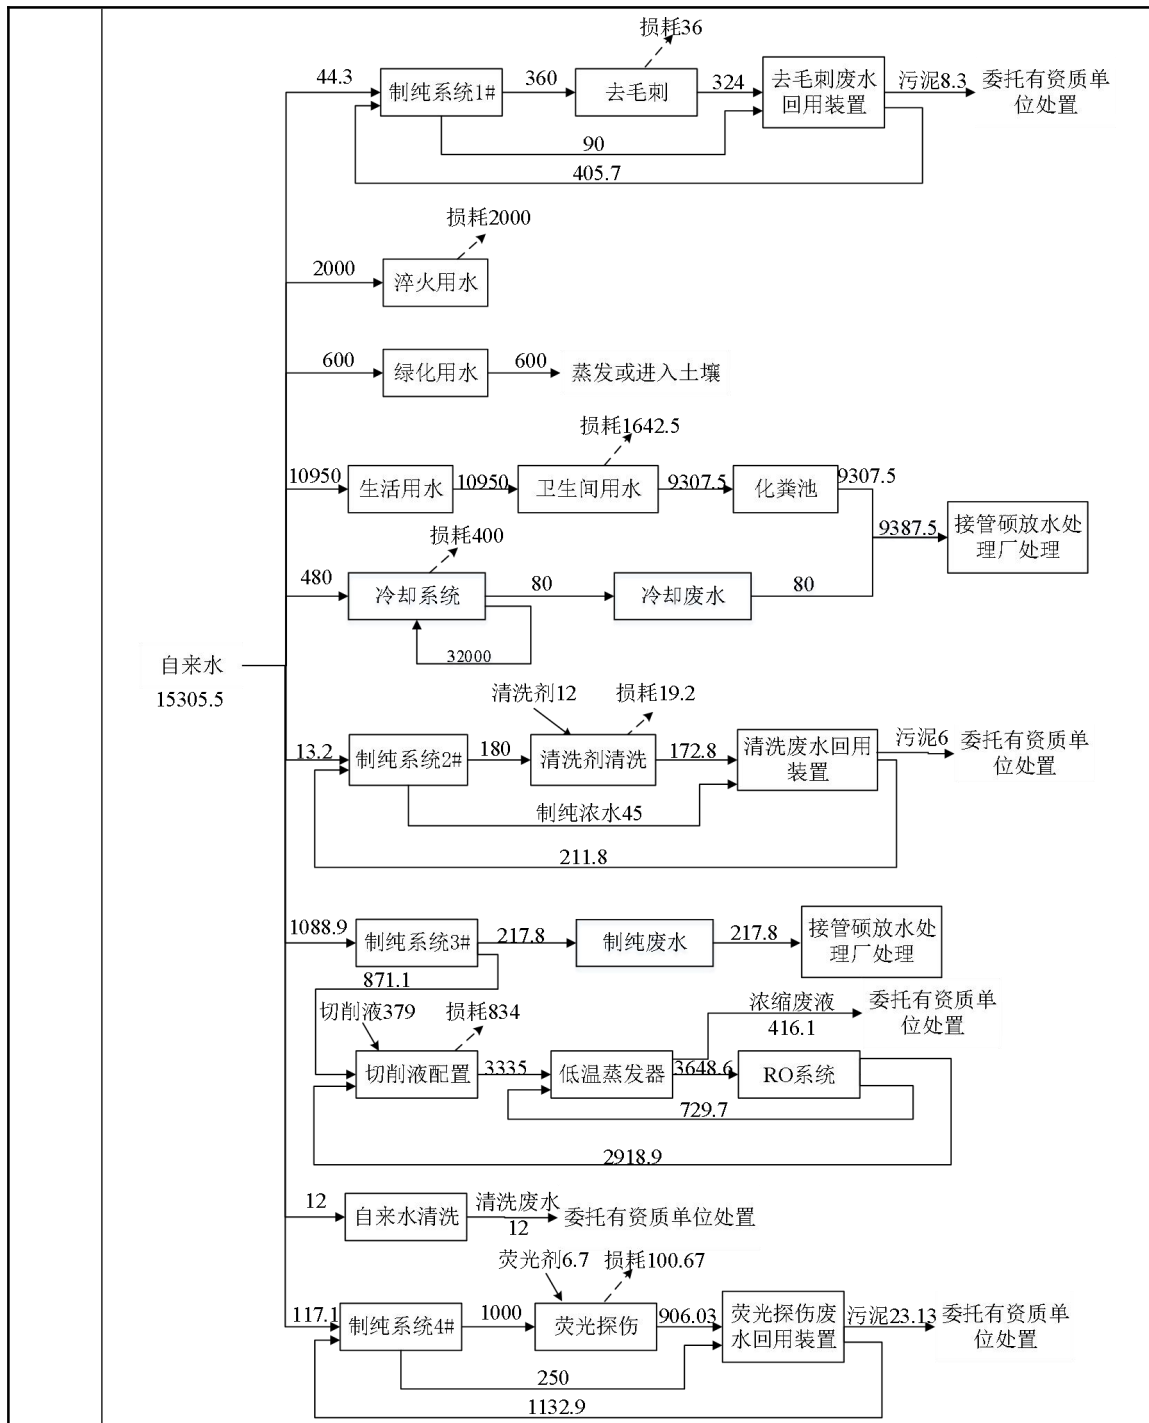 损耗36
44.3
制纯系统1#
360
去毛刺
324
去毛刺废水
回用装置
污泥8.3
委托有资质单
位处置
90
405.7
损耗2000
2000
淬火用水
600
绿化用水
600
蒸发或进入土壤
损耗1642.5
10950
生活用水
10950
卫生间用水
9307.5
化粪池
9307.5
9387.5
接管硕放水处
理厂处理
损耗400
480
冷却系统
80
冷却废水
80
32000
自来水
15305.5
清洗剂12
损耗19.2
13.2
制纯系统2#
180
清洗剂清洗
172.8
清洗废水回用
装置
污泥6
委托有资质单
位处置
制纯浓水45
211.8
1088.9
制纯系统3#
217.8
制纯废水
217.8
接管硕放水处
理厂处理
871.1
切削液379
损耗834
浓缩废液
416.1
委托有资质单
位处置
切削液配置
3335
低温蒸发器
3648.6
RO系统
729.7
2918.9
12
自来水清洗
清洗废水
12
委托有资质单位处置
荧光剂6.7
损耗100.67
117.1
制纯系统4#
1000
荧光探伤
906.03
荧光探伤废
水回用装置
污泥23.13
委托有资质单
位处置
250
1132.9